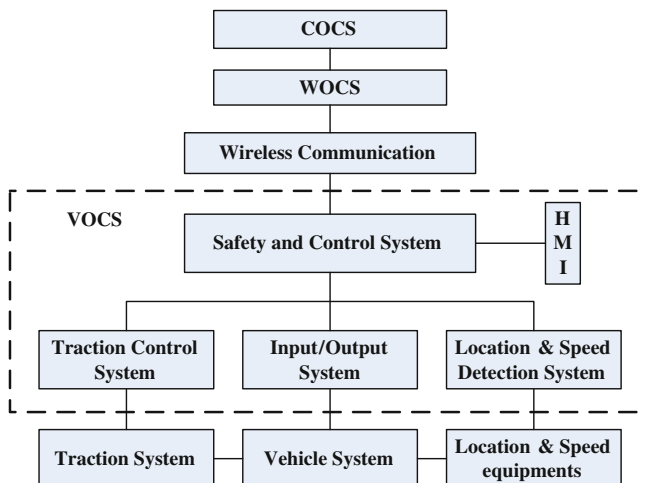 COCS
WOCS
Wireless Communication
VOCS
Safety and Control System
H
M
I
Traction Control
System
Input/Output
System
Location & Speed
Detection System
Traction System
Vehicle System
Location & Speed
equipments